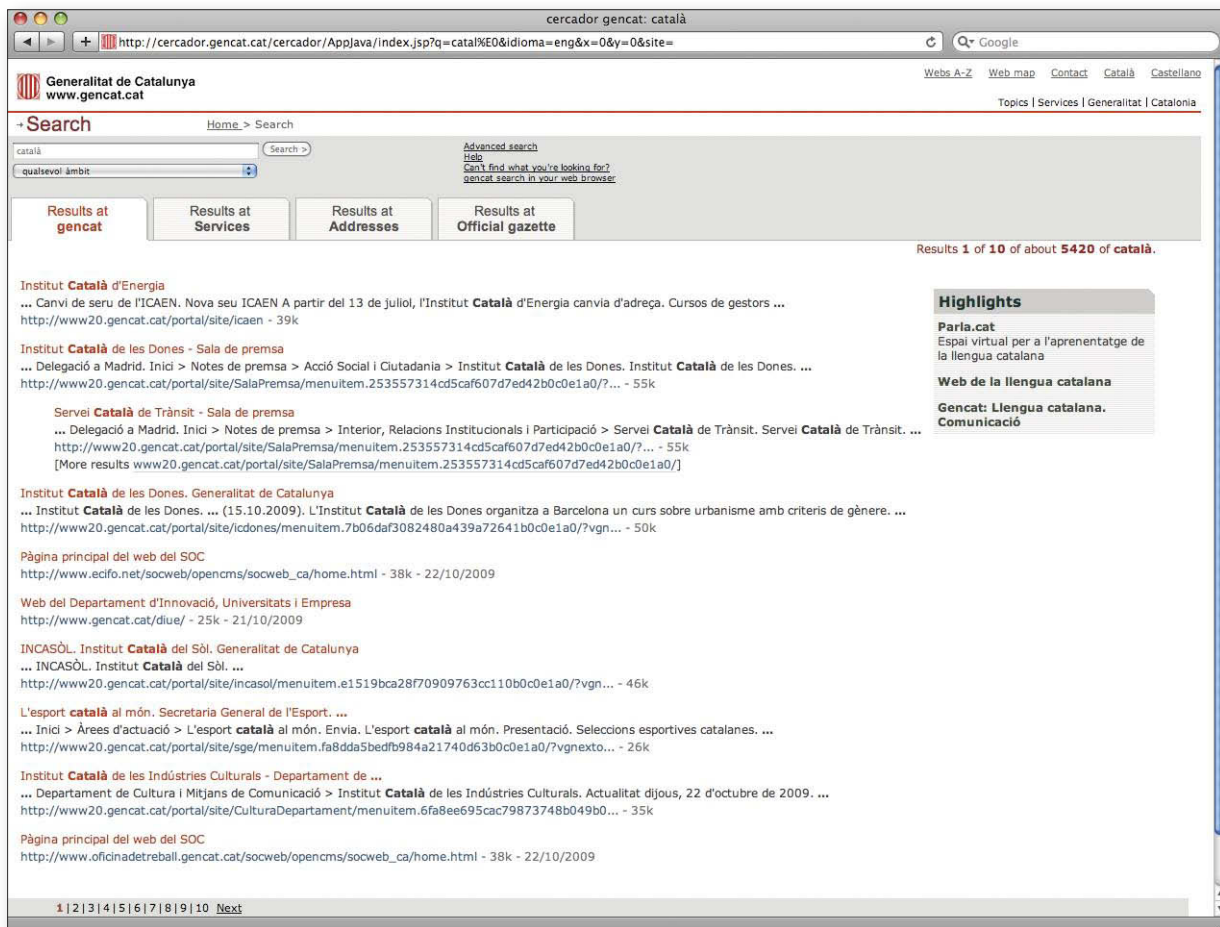 cercador gencat: català
http://cercador.gencat.cat/cercador/AppJava/index.jsp?q=catal%E0&idioma=eng&x=0&y=0&site=
Google
Generalitat de Catalunya
www.gencat.cat
Webs A-Z Web map Contact Català Castellano
Topics | Services | Generalitat | Catalonia
Search
Home > Search
català
Search >
qualsevol àmbit
Advanced search
Help
Can't find what you're looking for?
gencat search in your web browser
Results at gencat
Results at Services
Results at Addresses
Results at Official gazette
Results 1 of 10 of about 5420 of català.
Institut Català d'Energia
... Canvi de seru de l'ICAEN. Nova seu ICAEN A partir del 13 de juliol, l'Institut Català d'Energia canvia d'adreça. Cursos de gestors ...
http://www20.gencat.cat/portal/site/icaen - 39k
Institut Català de les Dones - Sala de premsa
... Delegació a Madrid. Inici > Notes de premsa > Acció Social i Ciutadania > Institut Català de les Dones. Institut Català de les Dones. ...
http://www20.gencat.cat/portal/site/SalaPremsa/menuitem.253557314cd5caf607d7ed42b0c0e1a0/?... - 55k
Servei Català de Trànsit - Sala de premsa
... Delegació a Madrid. Inici > Notes de premsa > Interior, Relacions Institucionals i Participació > Servei Català de Trànsit. Servei Català de Trànsit. ...
http://www20.gencat.cat/portal/site/SalaPremsa/menuitem.253557314cd5caf607d7ed42b0c0e1a0/?... - 55k
[More results www20.gencat.cat/portal/site/SalaPremsa/menuitem.253557314cd5caf607d7ed42b0c0e1a0/]
Institut Català de les Dones. Generalitat de Catalunya
... Institut Català de les Dones. ... (15.10.2009). L'Institut Català de les Dones organitza a Barcelona un curs sobre urbanisme amb criteris de gènere. ...
http://www20.gencat.cat/portal/site/icdones/menuitem.7b06daf3082480a439a72641b0c0e1a0/?vgn... - 50k
Pàgina principal del web del SOC
http://www.ecifo.net/socweb/opencms/socweb_ca/home.html - 38k - 22/10/2009
Web del Departament d'Innovació, Universitats i Empresa
http://www.gencat.cat/diue/ - 25k - 21/10/2009
INCASÒL. Institut Català del Sòl. Generalitat de Catalunya
... INCASÒL. Institut Català del Sòl. ...
http://www20.gencat.cat/portal/site/incasol/menuitem.e1519bca28f70909763cc110b0c0e1a0/?vgn... - 46k
L'esport català al món. Secretaria General de l'Esport. ...
... Inici > Àrees d'actuació > L'esport català al món. Envia. L'esport català al món. Presentació. Seleccions esportives catalanes. ...
http://www20.gencat.cat/portal/site/sge/menuitem.fa8dda5bedfb984a21740d63b0c0e1a0/?vgnexto... - 26k
Institut Català de les Indústries Culturals - Departament de ...
... Departament de Cultura i Mitjans de Comunicació > Institut Català de les Indústries Culturals. Actualitat dijous, 22 d'octubre de 2009. ...
http://www20.gencat.cat/portal/site/CulturaDepartament/menuitem.6fa8ee695cac79873748b049b0... - 35k
Pàgina principal del web del SOC
http://www.oficinadetreball.gencat.cat/socweb/opencms/socweb_ca/home.html - 38k - 22/10/2009
Highlights
Parla.cat
Espai virtual per a l'aprenentatge de
la llengua catalana
Web de la llengua catalana
Gencat: Llengua catalana.
Comunicació
1 | 2 | 3 | 4 | 5 | 6 | 7 | 8 | 9 | 10 Next